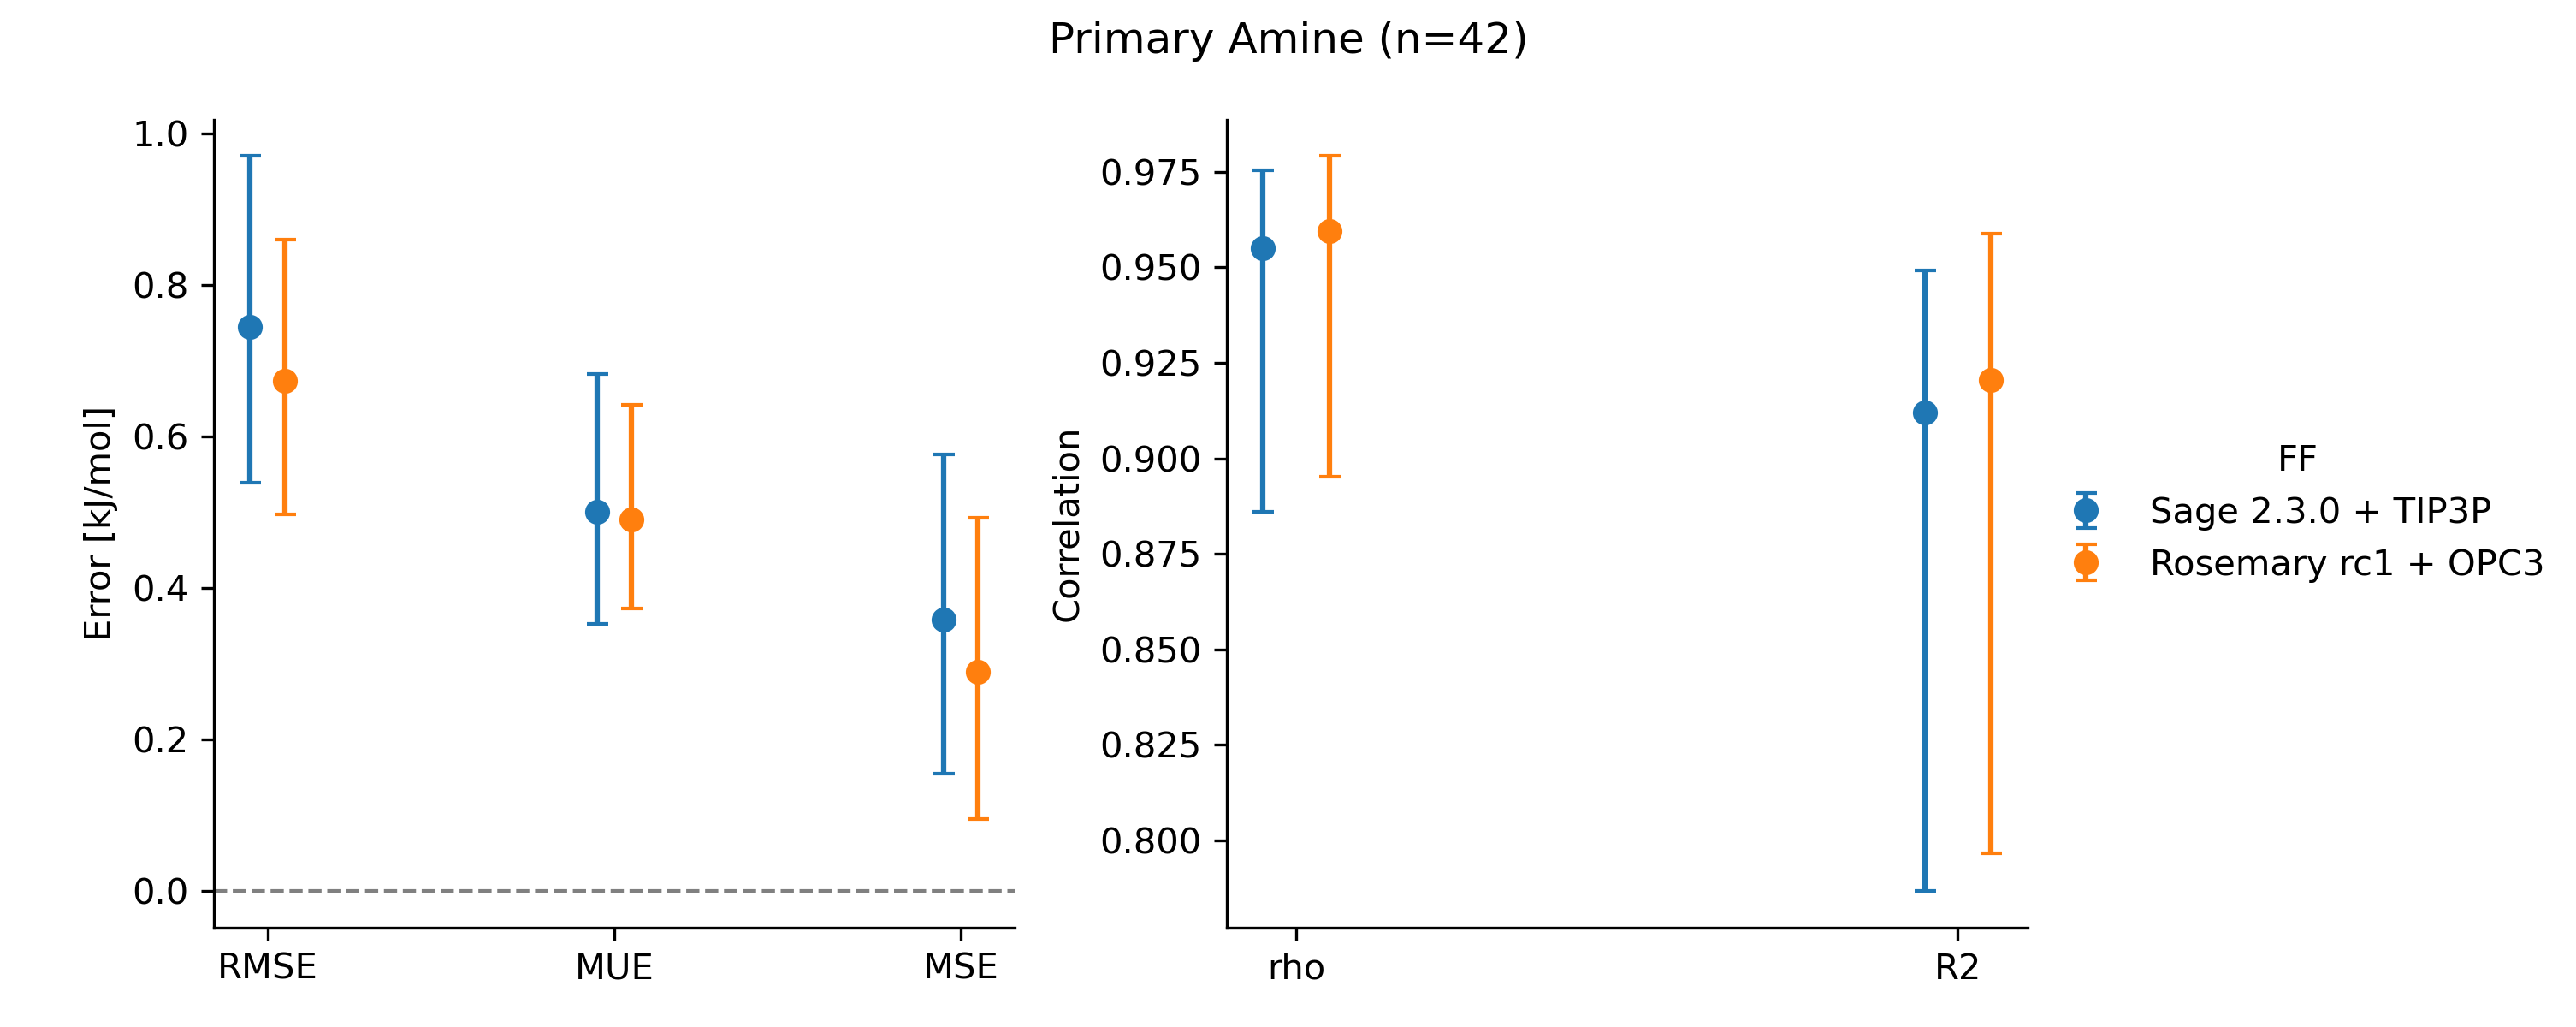 Primary Amine (n=42)
Error [kJ/mol]
1.0
0.8
0.6
0.4
0.2
0.0
RMSE
MUE
MSE
Correlation
0.975
0.950
0.925
0.900
0.875
0.850
0.825
0.800
rho
R2
FF
Sage 2.3.0 + TIP3P
Rosemary rc1 + OPC3